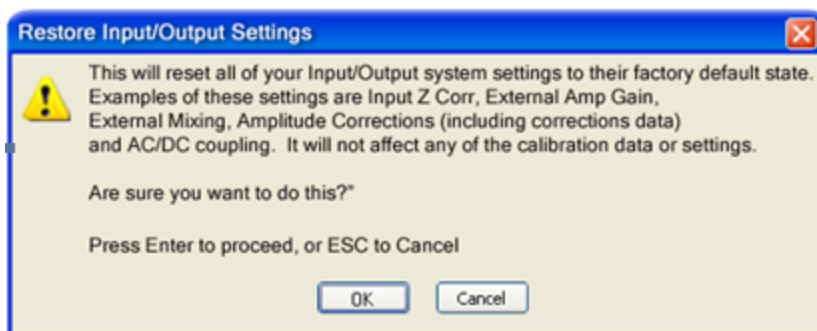 Restore Input/Output Settings
This will reset all of your Input/Output system settings to their factory default state.
Examples of these settings are Input Z Corr, External Amp Gain,
External Mixing, Amplitude Corrections (including corrections data)
and AC/DC coupling.  It will not affect any of the calibration data or settings.
Are sure you want to do this?"
Press Enter to proceed, or ESC to Cancel
OK
Cancel